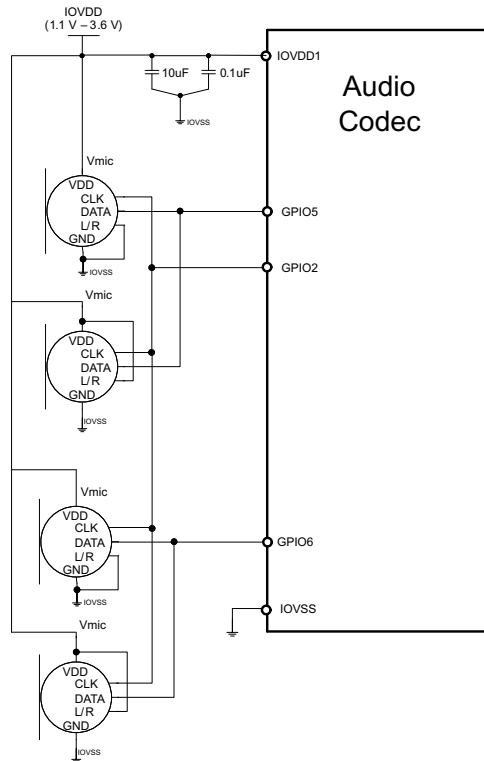 IOVDD
(1.1 V – 3.6 V)
IOVDD1
10uF
0.1uF
IOVSS
Audio
Codec
Vmic
VDD
CLK
DATA
L/R
GND
IOVSS
GPIO5
GPIO2
Vmic
VDD
CLK
DATA
L/R
GND
IOVSS
Vmic
VDD
CLK
DATA
L/R
GND
IOVSS
GPIO6
IOVSS
Vmic
VDD
CLK
DATA
L/R
GND
IOVSS